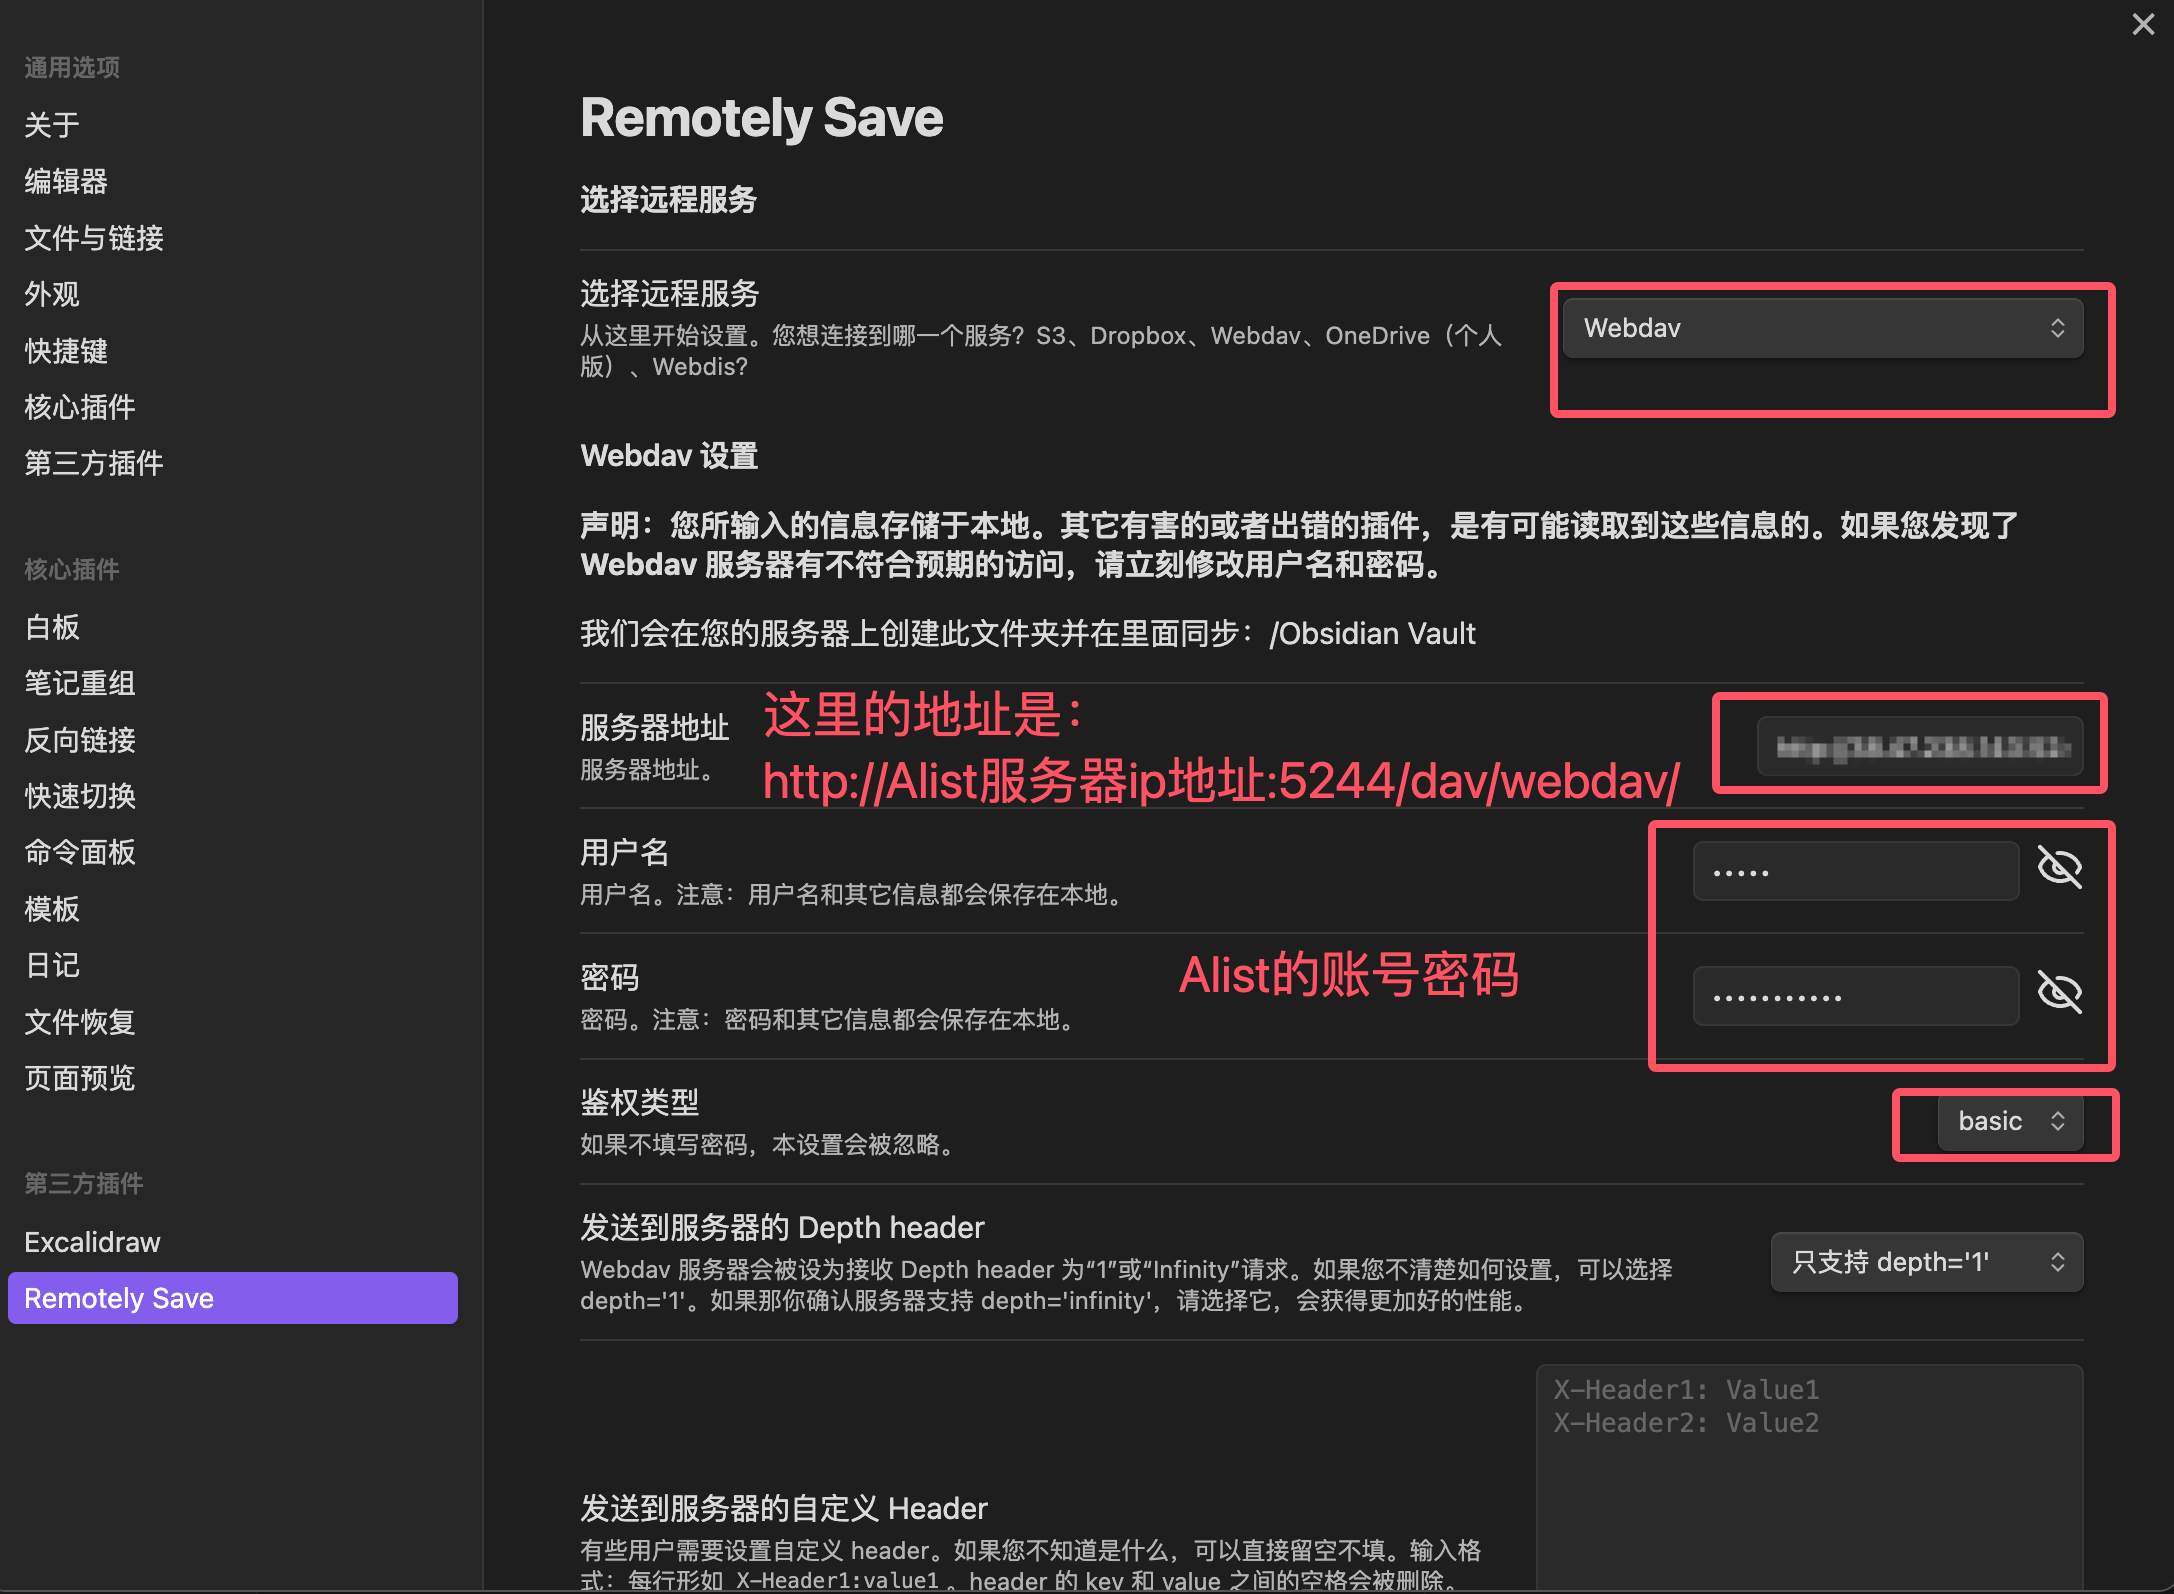 通用选项
关于
编辑器
文件与链接
外观
快捷键
核心插件
第三方插件
核心插件
白板
笔记重组
反向链接
快速切换
命令面板
模板
日记
文件恢复
页面预览
第三方插件
Excalidraw
Remotely Save
Remotely Save
选择远程服务
选择远程服务
从这里开始设置。您想连接到哪一个服务？S3、Dropbox、Webdav、OneDrive（个人
版）、Webdis?
Webdav
Webdav 设置
声明：您所输入的信息存储于本地。其它有害的或者出错的插件，是有可能读取到这些信息的。如果您发现了
Webdav 服务器有不符合预期的访问，请立刻修改用户名和密码。
我们会在您的服务器上创建此文件夹并在里面同步：/Obsidian Vault
服务器地址
服务器地址。
这里的地址是：
http://Alist服务器ip地址:5244/dav/webdav/
用户名
用户名。注意：用户名和其它信息都会保存在本地。
密码
密码。注意：密码和其它信息都会保存在本地。
Alist的账号密码
鉴权类型
如果不填写密码，本设置会被忽略。
basic
发送到服务器的 Depth header
Webdav 服务器会被设为接收 Depth header 为“1”或“Infinity”请求。如果您不清楚如何设置，可以选择
depth='1'。如果那你确认服务器支持 depth='infinity'，请选择它，会获得更加好的性能。
只支持 depth='1'
X-Header1: Value1
X-Header2: Value2
发送到服务器的自定义 Header
有些用户需要设置自定义 header。如果您不知道是什么，可以直接留空不填。输入格
式：每行形如 X-Header1:value1 。header 的 key 和 value 之间的空格会被删除。